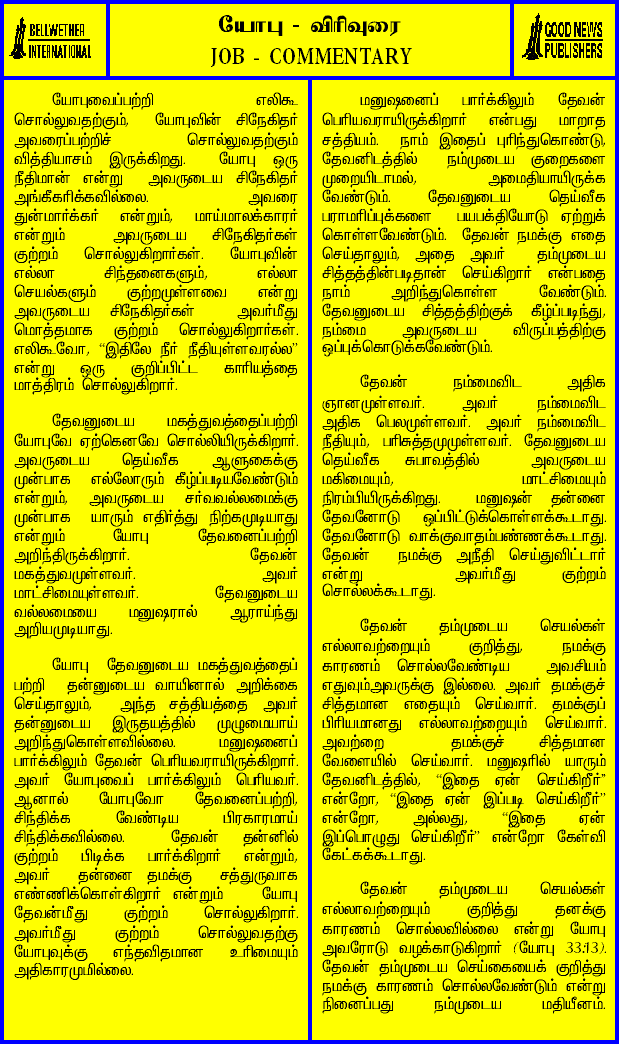 BELLWETHER
INTERNATIONAL
யோபு - விரிவுரை
JOB - COMMENTARY
GOOD NEWS
PUBLISHERS
யோபுவைப்பற்றி எலிகூ
சொல்லுவதற்கும், யோபுவின் சிநேகிதர்
அவரைப்பற்றிச் சொல்லுவதற்கும்
வித்தியாசம் இருக்கிறது. யோபு ஒரு
நீதிமான் என்று அவருடைய சிநேகிதர்
அங்கீகரிக்கவில்லை. அவரை
துன்மார்க்கர் என்றும், மாய்மாலக்காரர்
என்றும் அவருடைய சிநேகிதர்கள்
குற்றம் சொல்லுகிறார்கள். யோபுவின்
எல்லா சிந்தனைகளும், எல்லா
செயல்களும் குற்றமுள்ளவை என்று
அவருடைய சிநேகிதர்கள் அவர்மீது
மொத்தமாக குற்றம் சொல்லுகிறார்கள்.
எலிகூவோ, “இதிலே நீர் நீதியுள்ளவரல்ல”
என்று ஒரு குறிப்பிட்ட காரியத்தை
மாத்திரம் சொல்லுகிறார்.
தேவனுடைய மகத்துவத்தைப்பற்றி
யோபுவே ஏற்கெனவே சொல்லியிருக்கிறார்.
அவருடைய தெய்வீக ஆளுகைக்கு
முன்பாக எல்லோரும் கீழ்ப்படியவேண்டும்
என்றும், அவருடைய சர்வவல்லமைக்கு
முன்பாக யாரும் எதிர்த்து நிற்கமுடியாது
என்றும் யோபு தேவனைப்பற்றி
அறிந்திருக்கிறார். தேவன்
மகத்துவமுள்ளவர். அவர்
மாட்சிமையுள்ளவர். தேவனுடைய
வல்லமையை மனுஷரால் ஆராய்ந்து
அறியமுடியாது.
யோபு தேவனுடைய மகத்துவத்தைப்
பற்றி தன்னுடைய வாயினால் அறிக்கை
செய்தாலும், அந்த சத்தியத்தை அவர்
தன்னுடைய இருதயத்தில் முழுமையாய்
அறிந்துகொள்ளவில்லை. மனுஷனைப்
பார்க்கிலும் தேவன் பெரியவராயிருக்கிறார்.
அவர் யோபுவைப் பார்க்கிலும் பெரியவர்.
ஆனால் யோபுவோ தேவனைப்பற்றி,
சிந்திக்க வேண்டிய பிரகாரமாய்
சிந்திக்கவில்லை. தேவன் தன்னில்
குற்றம் பிடிக்க பார்க்கிறார் என்றும்,
அவர் தன்னை தமக்கு சத்துருவாக
எண்ணிக்கொள்கிறார் என்றும் யோபு
தேவன்மீது குற்றம் சொல்லுகிறார்.
அவர்மீது குற்றம் சொல்லுவதற்கு
யோபுவுக்கு எந்தவிதமான உரிமையும்
அதிகாரமுமில்லை.
மனுஷனைப் பார்க்கிலும் தேவன்
பெரியவராயிருக்கிறார் என்பது மாறாத
சத்தியம். நாம் இதைப் புரிந்துகொண்டு,
தேவனிடத்தில் நம்முடைய குறைகளை
முறையிடாமல், அமைதியாயிருக்க
வேண்டும். தேவனுடைய தெய்வீக
பராமரிப்புக்களை பயபக்தியோடு ஏற்றுக்
கொள்ளவேண்டும். தேவன் நமக்கு எதை
செய்தாலும், அதை அவர் தம்முடைய
சித்தத்தின்படிதான் செய்கிறார் என்பதை
நாம் அறிந்துகொள்ள வேண்டும்.
தேவனுடைய சித்தத்திற்குக் கீழ்ப்படிந்து,
நம்மை அவருடைய விருப்பத்திற்கு
ஒப்புக்கொடுக்கவேண்டும்.
தேவன் நம்மைவிட அதிக
ஞானமுள்ளவர். அவர் நம்மைவிட
அதிக பெலமுள்ளவர். அவர் நம்மைவிட
நீதியும், பரிசுத்தமுமுள்ளவர். தேவனுடைய
தெய்வீக சுபாவத்தில் அவருடைய
மகிமையும், மாட்சிமையும்
நிரம்பியிருக்கிறது. மனுஷன் தன்னை
தேவனோடு ஒப்பிட்டுக்கொள்ளக்கூடாது.
தேவனோடு வாக்குவாதம்பண்ணக்கூடாது.
தேவன் நமக்கு அநீதி செய்துவிட்டார்
என்று அவர்மீது குற்றம்
சொல்லக்கூடாது.
தேவன் தம்முடைய செயல்கள்
எல்லாவற்றையும் குறித்து, நமக்கு
காரணம் சொல்லவேண்டிய அவசியம்
எதுவும்அவருக்கு இல்லை. அவர் தமக்குச்
சித்தமான எதையும் செய்வார். தமக்குப்
பிரியமானது எல்லாவற்றையும் செய்வார்.
அவற்றை தமக்குச் சித்தமான
வேளையில் செய்வார். மனுஷரில் யாரும்
தேவனிடத்தில், “இதை ஏன் செய்கிறீர்”
என்றோ, “இதை ஏன் இப்படி செய்கிறீர்”
என்றோ, அல்லது, “இதை ஏன்
இப்பொழுது செய்கிறீர்” என்றோ கேள்வி
கேட்கக்கூடாது.
தேவன் தம்முடைய செயல்கள்
எல்லாவற்றையும் குறித்து தனக்கு
காரணம் சொல்லவில்லை என்று யோபு
அவரோடு வழக்காடுகிறார் (யோபு 33:13).
தேவன் தம்முடைய செய்கையைக் குறித்து
நமக்கு காரணம் சொல்லவேண்டும் என்று
நினைப்பது நம்முடைய மதியீனம்.